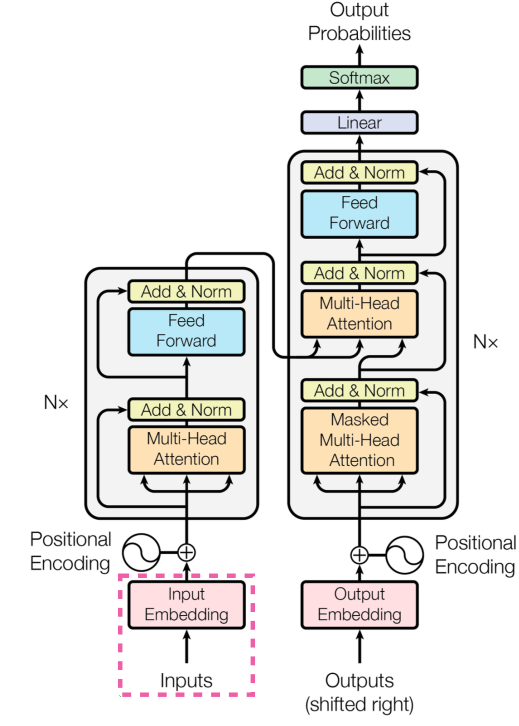 Output
Probabilities
Softmax
Linear
Add & Norm
Feed
Forward
Add & Norm
Multi-Head
Attention
Add & Norm
Masked
Multi-Head
Attention
N×
Add & Norm
Feed
Forward
Add & Norm
Multi-Head
Attention
N×
Positional
Encoding
Positional
Encoding
Input
Embedding
Output
Embedding
Inputs
Outputs
(shifted right)